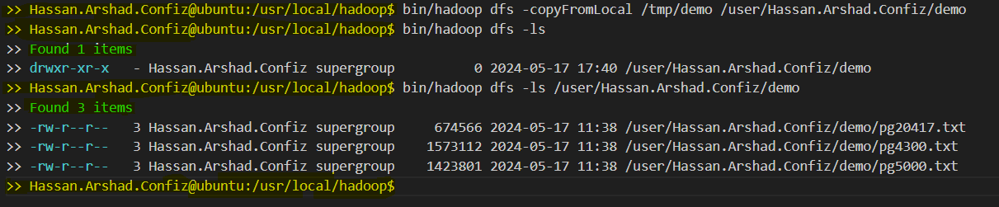 >> Hassan.Arshad.Confiz@ubuntu:/usr/local/hadoop$ bin/hadoop dfs -copyFromLocal /tmp/demo /user/Hassan.Arshad.Confiz/demo
>> Hassan.Arshad.Confiz@ubuntu:/usr/local/hadoop$ bin/hadoop dfs -ls
>> Found 1 items
>> drwxr-xr-x   - Hassan.Arshad.Confiz supergroup          0 2024-05-17 17:40 /user/Hassan.Arshad.Confiz/demo
>> Hassan.Arshad.Confiz@ubuntu:/usr/local/hadoop$ bin/hadoop dfs -ls /user/Hassan.Arshad.Confiz/demo
>> Found 3 items
>> -rw-r--r--   3 Hassan.Arshad.Confiz supergroup     674566 2024-05-17 11:38 /user/Hassan.Arshad.Confiz/demo/pg20417.txt
>> -rw-r--r--   3 Hassan.Arshad.Confiz supergroup    1573112 2024-05-17 11:38 /user/Hassan.Arshad.Confiz/demo/pg4300.txt
>> -rw-r--r--   3 Hassan.Arshad.Confiz supergroup    1423801 2024-05-17 11:38 /user/Hassan.Arshad.Confiz/demo/pg5000.txt
>> Hassan.Arshad.Confiz@ubuntu:/usr/local/hadoop$